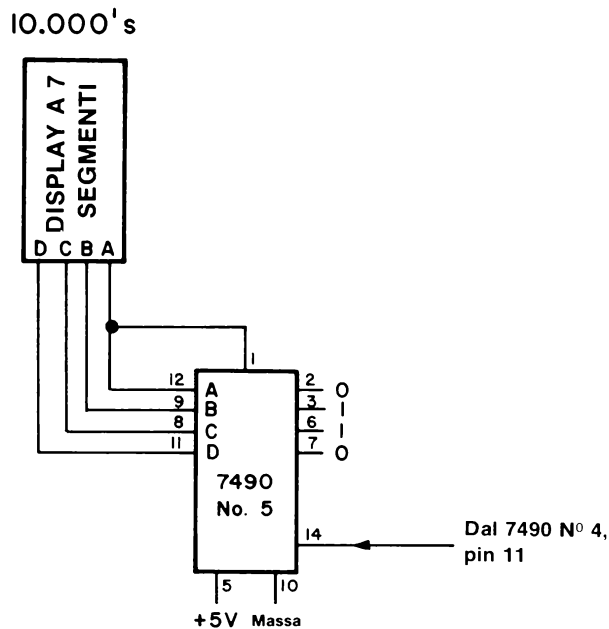 10.000's
DISPLAY A 7
SEGMENTI
D C B A
1
12 A 2 0
9 B 3 1
8 C 6 1
11 D 7 0
7490
No. 5
14
Dal 7490 Nº 4,
pin 11
5 10
+5V Massa